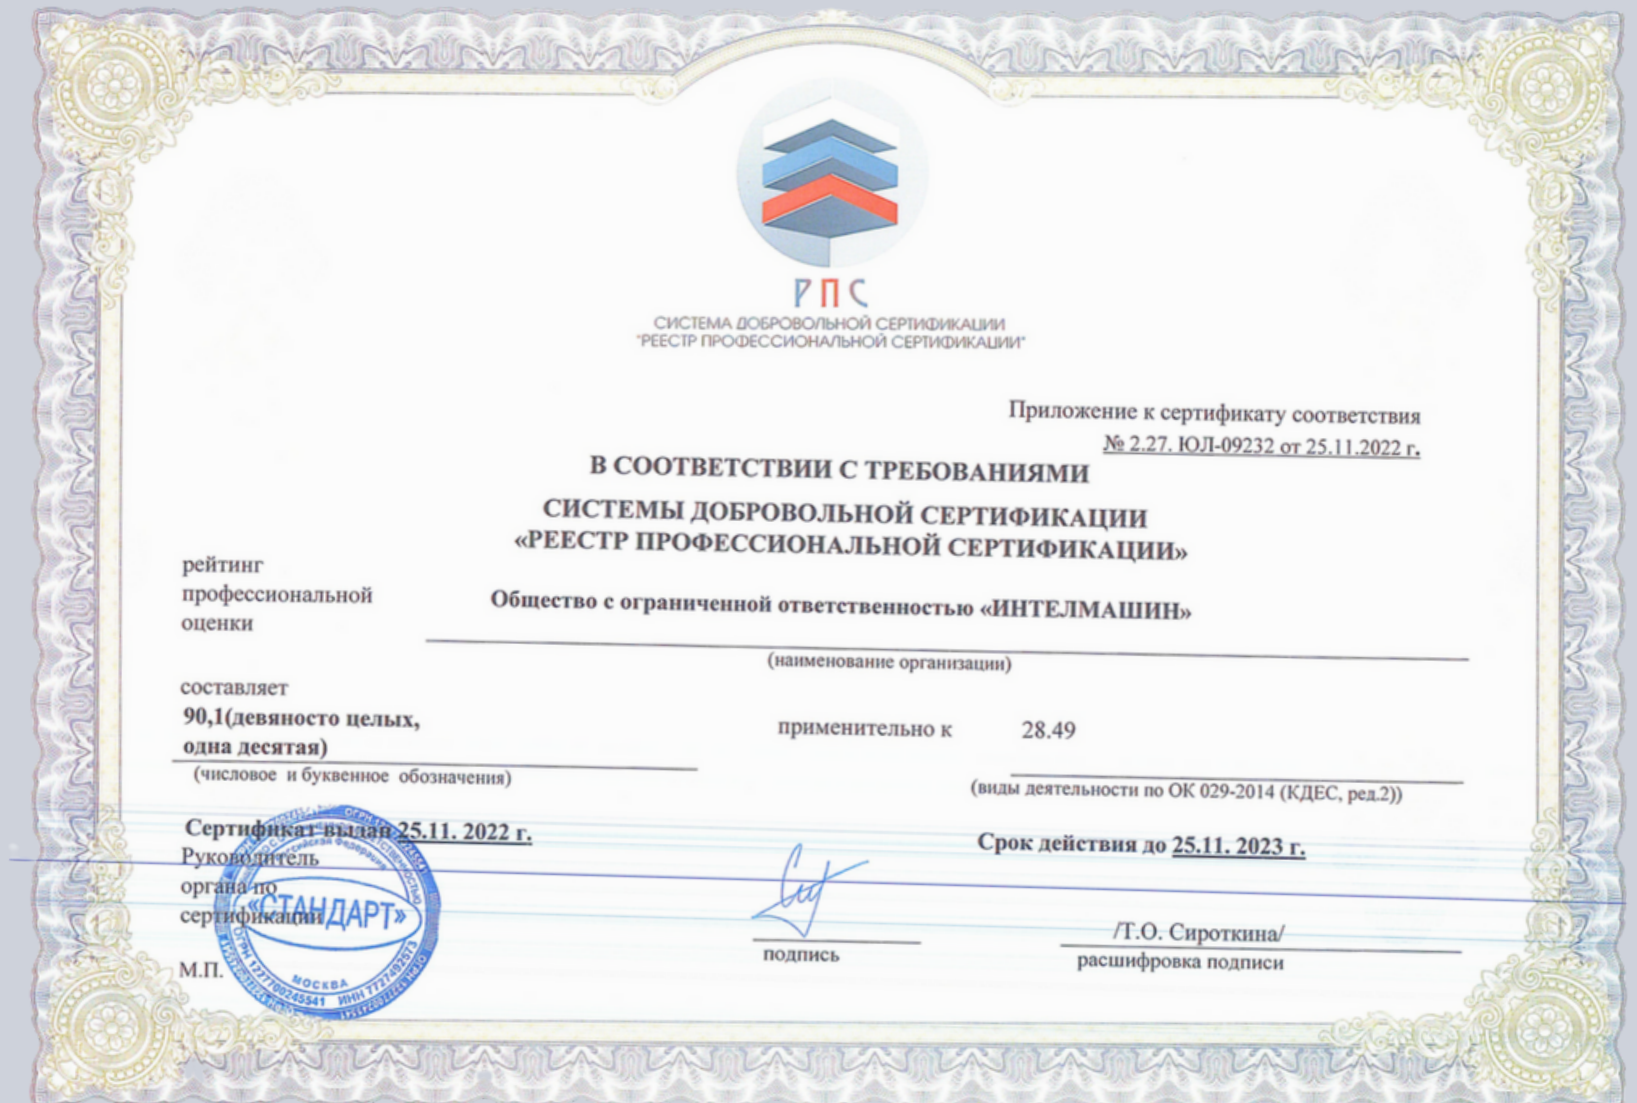 РПС
СИСТЕМА ДОБРОВОЛЬНОЙ СЕРТИФИКАЦИИ
"РЕЕСТР ПРОФЕССИОНАЛЬНОЙ СЕРТИФИКАЦИИ"
Приложение к сертификату соответствия
№ 2.27. ЮЛ-09232 от 25.11.2022 г.
В СООТВЕТСТВИИ С ТРЕБОВАНИЯМИ
СИСТЕМЫ ДОБРОВОЛЬНОЙ СЕРТИФИКАЦИИ
«РЕЕСТР ПРОФЕССИОНАЛЬНОЙ СЕРТИФИКАЦИИ»
рейтинг
профессиональной
оценки
Общество с ограниченной ответственностью «ИНТЕЛМАШИН»
(наименование организации)
составляет
90,1(девяносто целых,
одна десятая)
(числовое и буквенное обозначения)
применительно к 28.49
(виды деятельности по ОК 029-2014 (КДЕС, ред.2))
Сертификат выдан 25.11. 2022 г.
Срок действия до 25.11. 2023 г.
Руководитель
органа по
сертификации
«СТАНДАРТ»
/Т.О. Сироткина/
подпись
расшифровка подписи
М.П.
МОСКВА
ОГРН 1227700245541 ИНН 7727492573